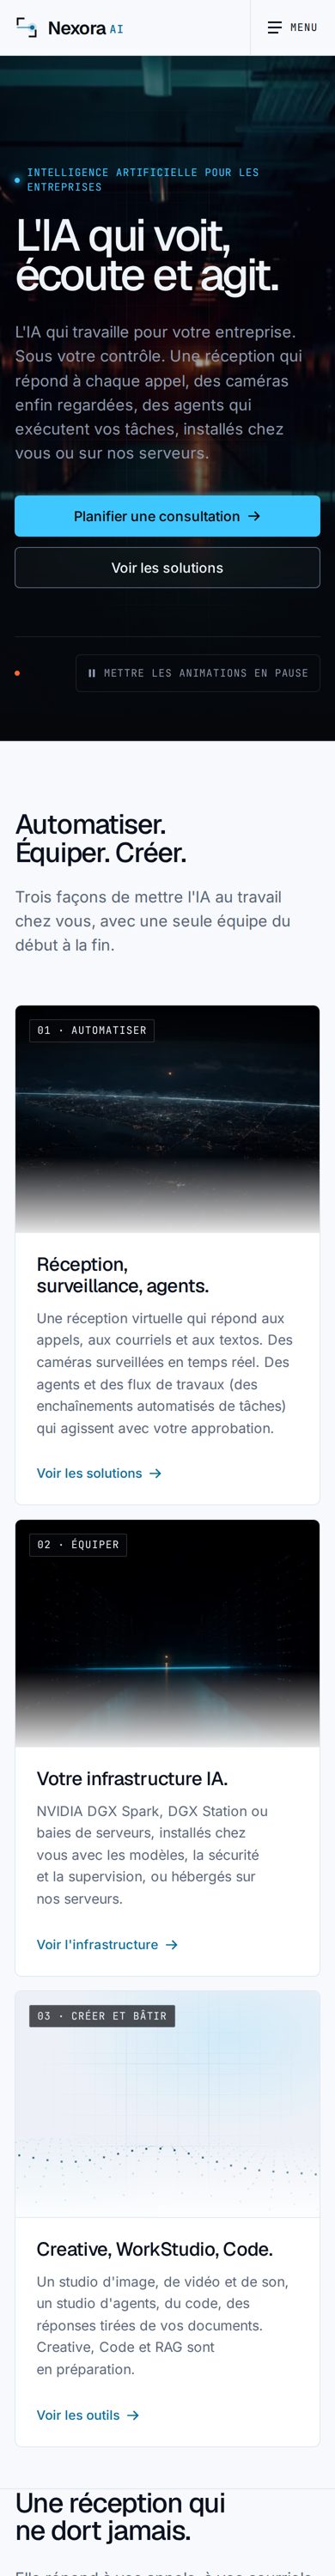 Nexora AI
MENU
INTELLIGENCE ARTIFICIELLE POUR LES
ENTREPRISES
L'IA qui voit,
écoute et agit.
L'IA qui travaille pour votre entreprise.
Sous votre contrôle. Une réception qui
répond à chaque appel, des caméras
enfin regardées, des agents qui
exécutent vos tâches, installés chez
vous ou sur nos serveurs.
Planifier une consultation →
Voir les solutions
METTRE LES ANIMATIONS EN PAUSE
Automatiser.
Équiper. Créer.
Trois façons de mettre l'IA au travail
chez vous, avec une seule équipe du
début à la fin.
01 · AUTOMATISER
Réception,
surveillance, agents.
Une réception virtuelle qui répond aux
appels, aux courriels et aux textos. Des
caméras surveillées en temps réel. Des
agents et des flux de travaux (des
enchaînements automatisés de tâches)
qui agissent avec votre approbation.
Voir les solutions →
02 · ÉQUIPER
Votre infrastructure IA.
NVIDIA DGX Spark, DGX Station ou
baies de serveurs, installés chez
vous avec les modèles, la sécurité
et la supervision, ou hébergés sur
nos serveurs.
Voir l'infrastructure →
03 · CRÉER ET BÂTIR
Creative, WorkStudio, Code.
Un studio d'image, de vidéo et de son,
un studio d'agents, du code, des
réponses tirées de vos documents.
Creative, Code et RAG sont
en préparation.
Voir les outils →
Une réception qui
ne dort jamais.